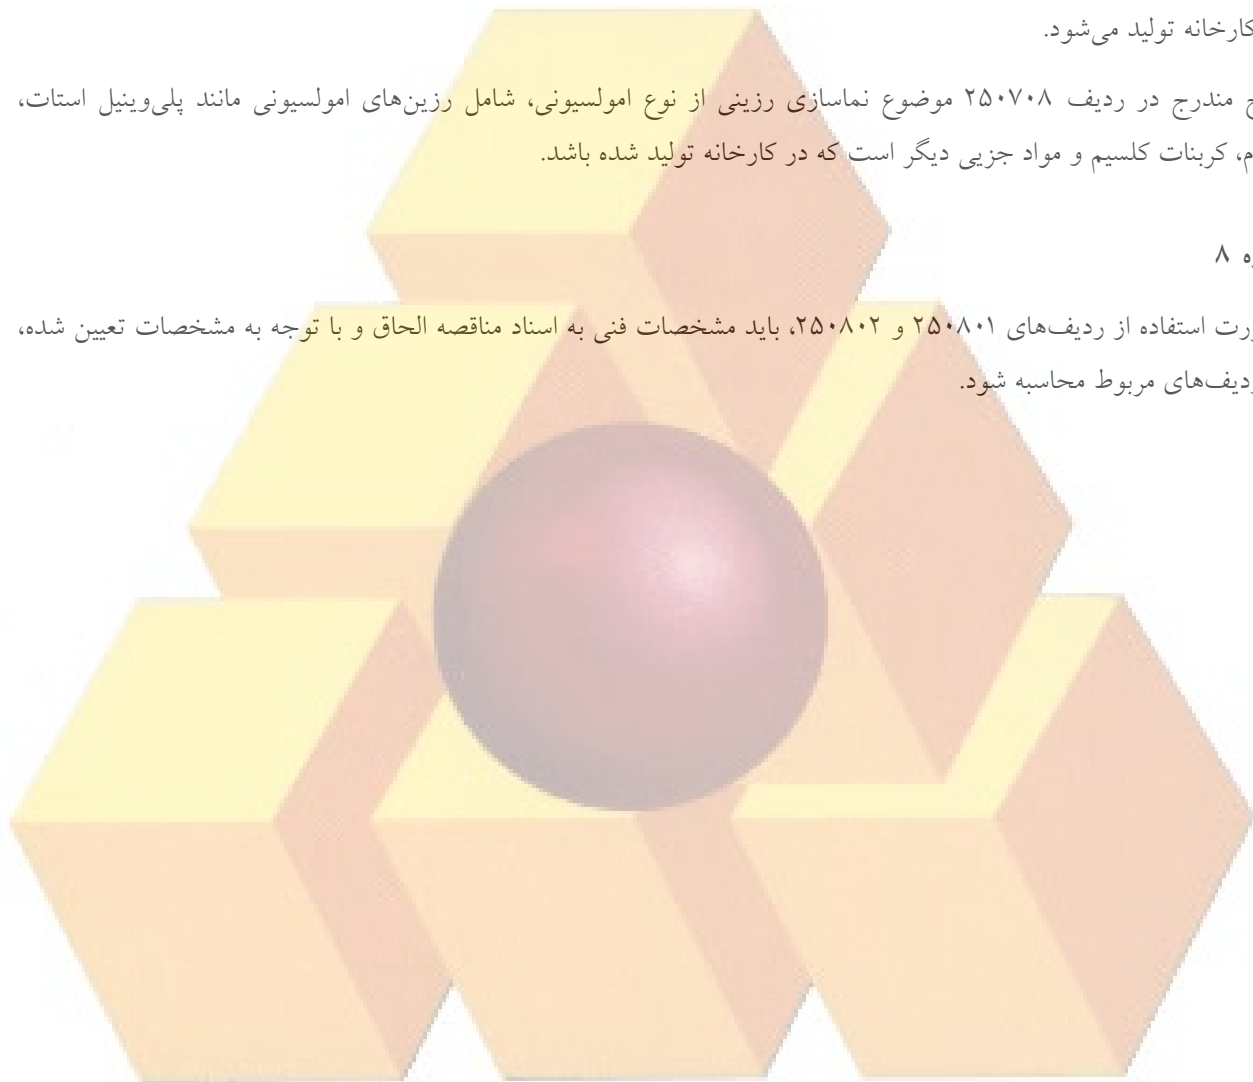 کارخانه تولید می‌شود.
مندرج در ردیف ۲۵۰۷۰۸ موضوع نماسازی رزینی از نوع امولسیونی، شامل رزین‌های امولسیونی مانند پلی‌وینیل استات،
کربنات کلسیم و مواد جزیی دیگر است که در کارخانه تولید شده باشد.
۸
استفاده از ردیف‌های ۲۵۰۸۰۱ و ۲۵۰۸۰۲، باید مشخصات فنی به اسناد مناقصه الحاق و با توجه به مشخصات تعیین شده،
ردیف‌های مربوط محاسبه شود.